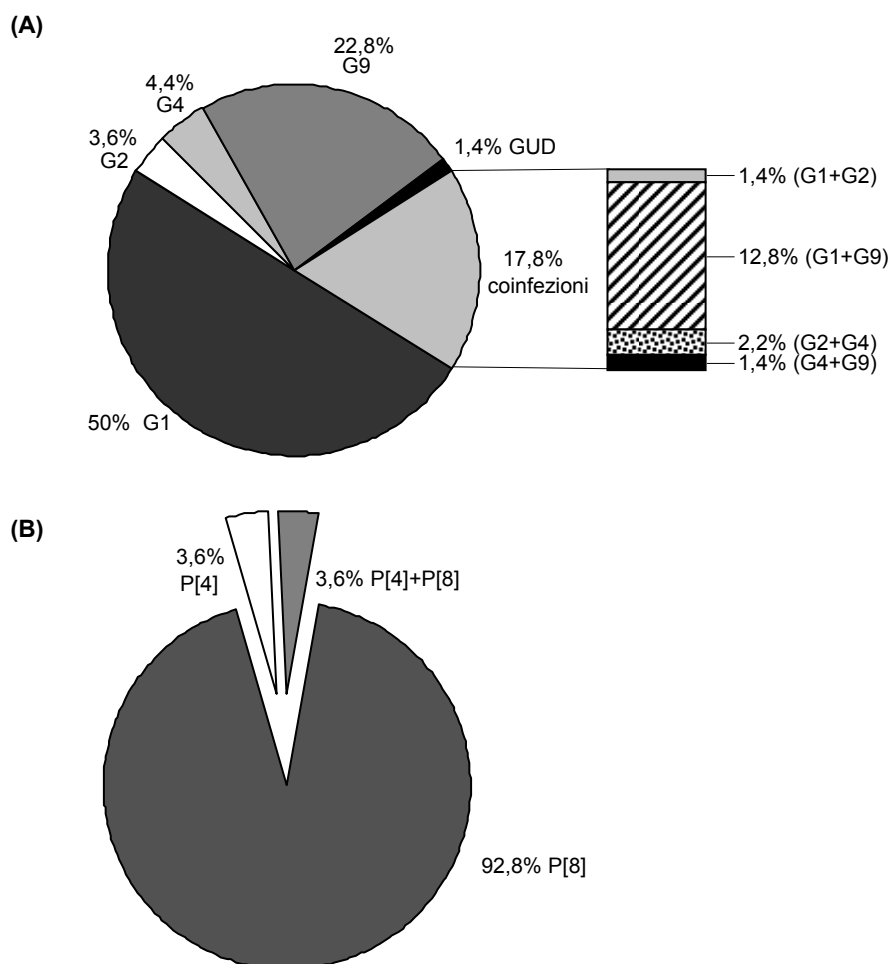 (A)
22,8%
G9
4,4%
G4
3,6%
G2
1,4% GUD
17,8%
coinfezioni
50% G1
1,4% (G1+G2)
12,8% (G1+G9)
2,2% (G2+G4)
1,4% (G4+G9)
(B)
3,6%
P[4]
3,6% P[4]+P[8]
92,8% P[8]